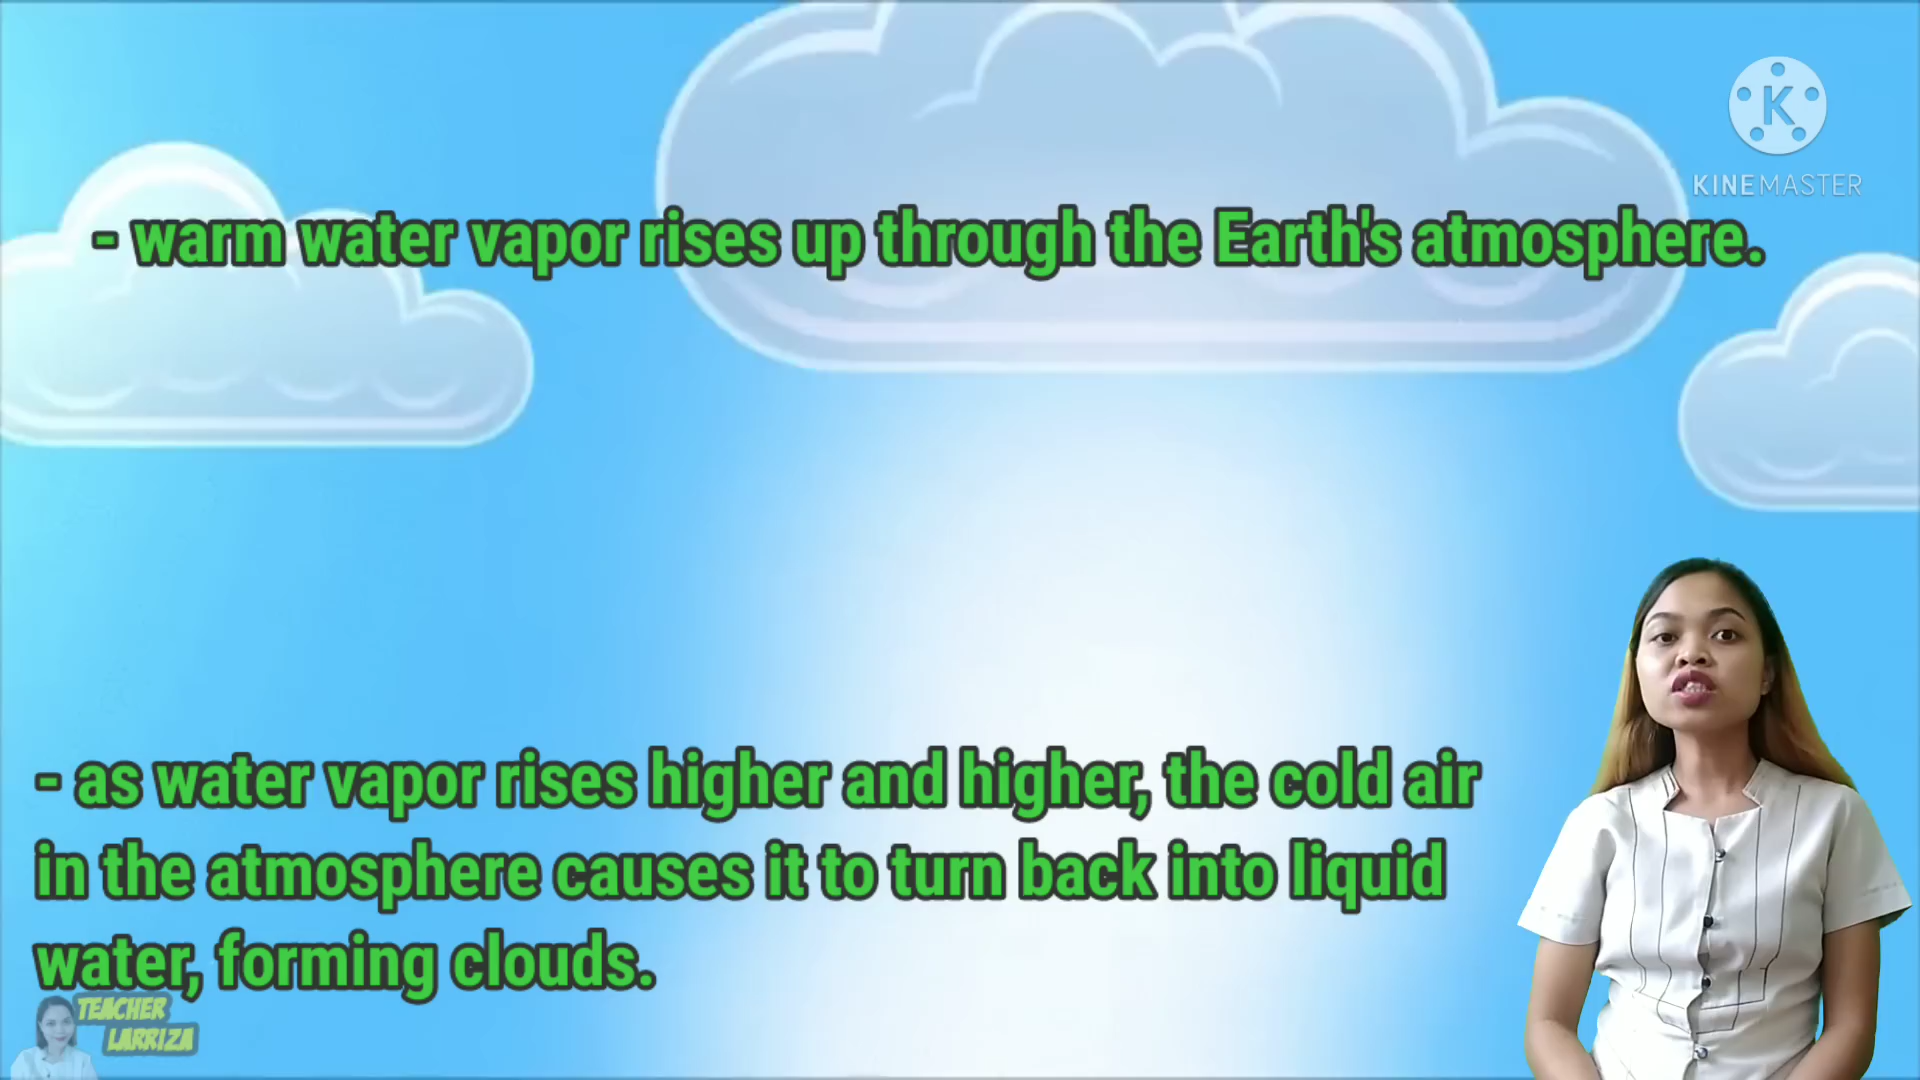 K
KINEMASTER
- warm water vapor rises up through the Earth's atmosphere.
- as water vapor rises higher and higher, the cold air
in the atmosphere causes it to turn back into liquid
water, forming clouds.
TEACHER
LARRIZA